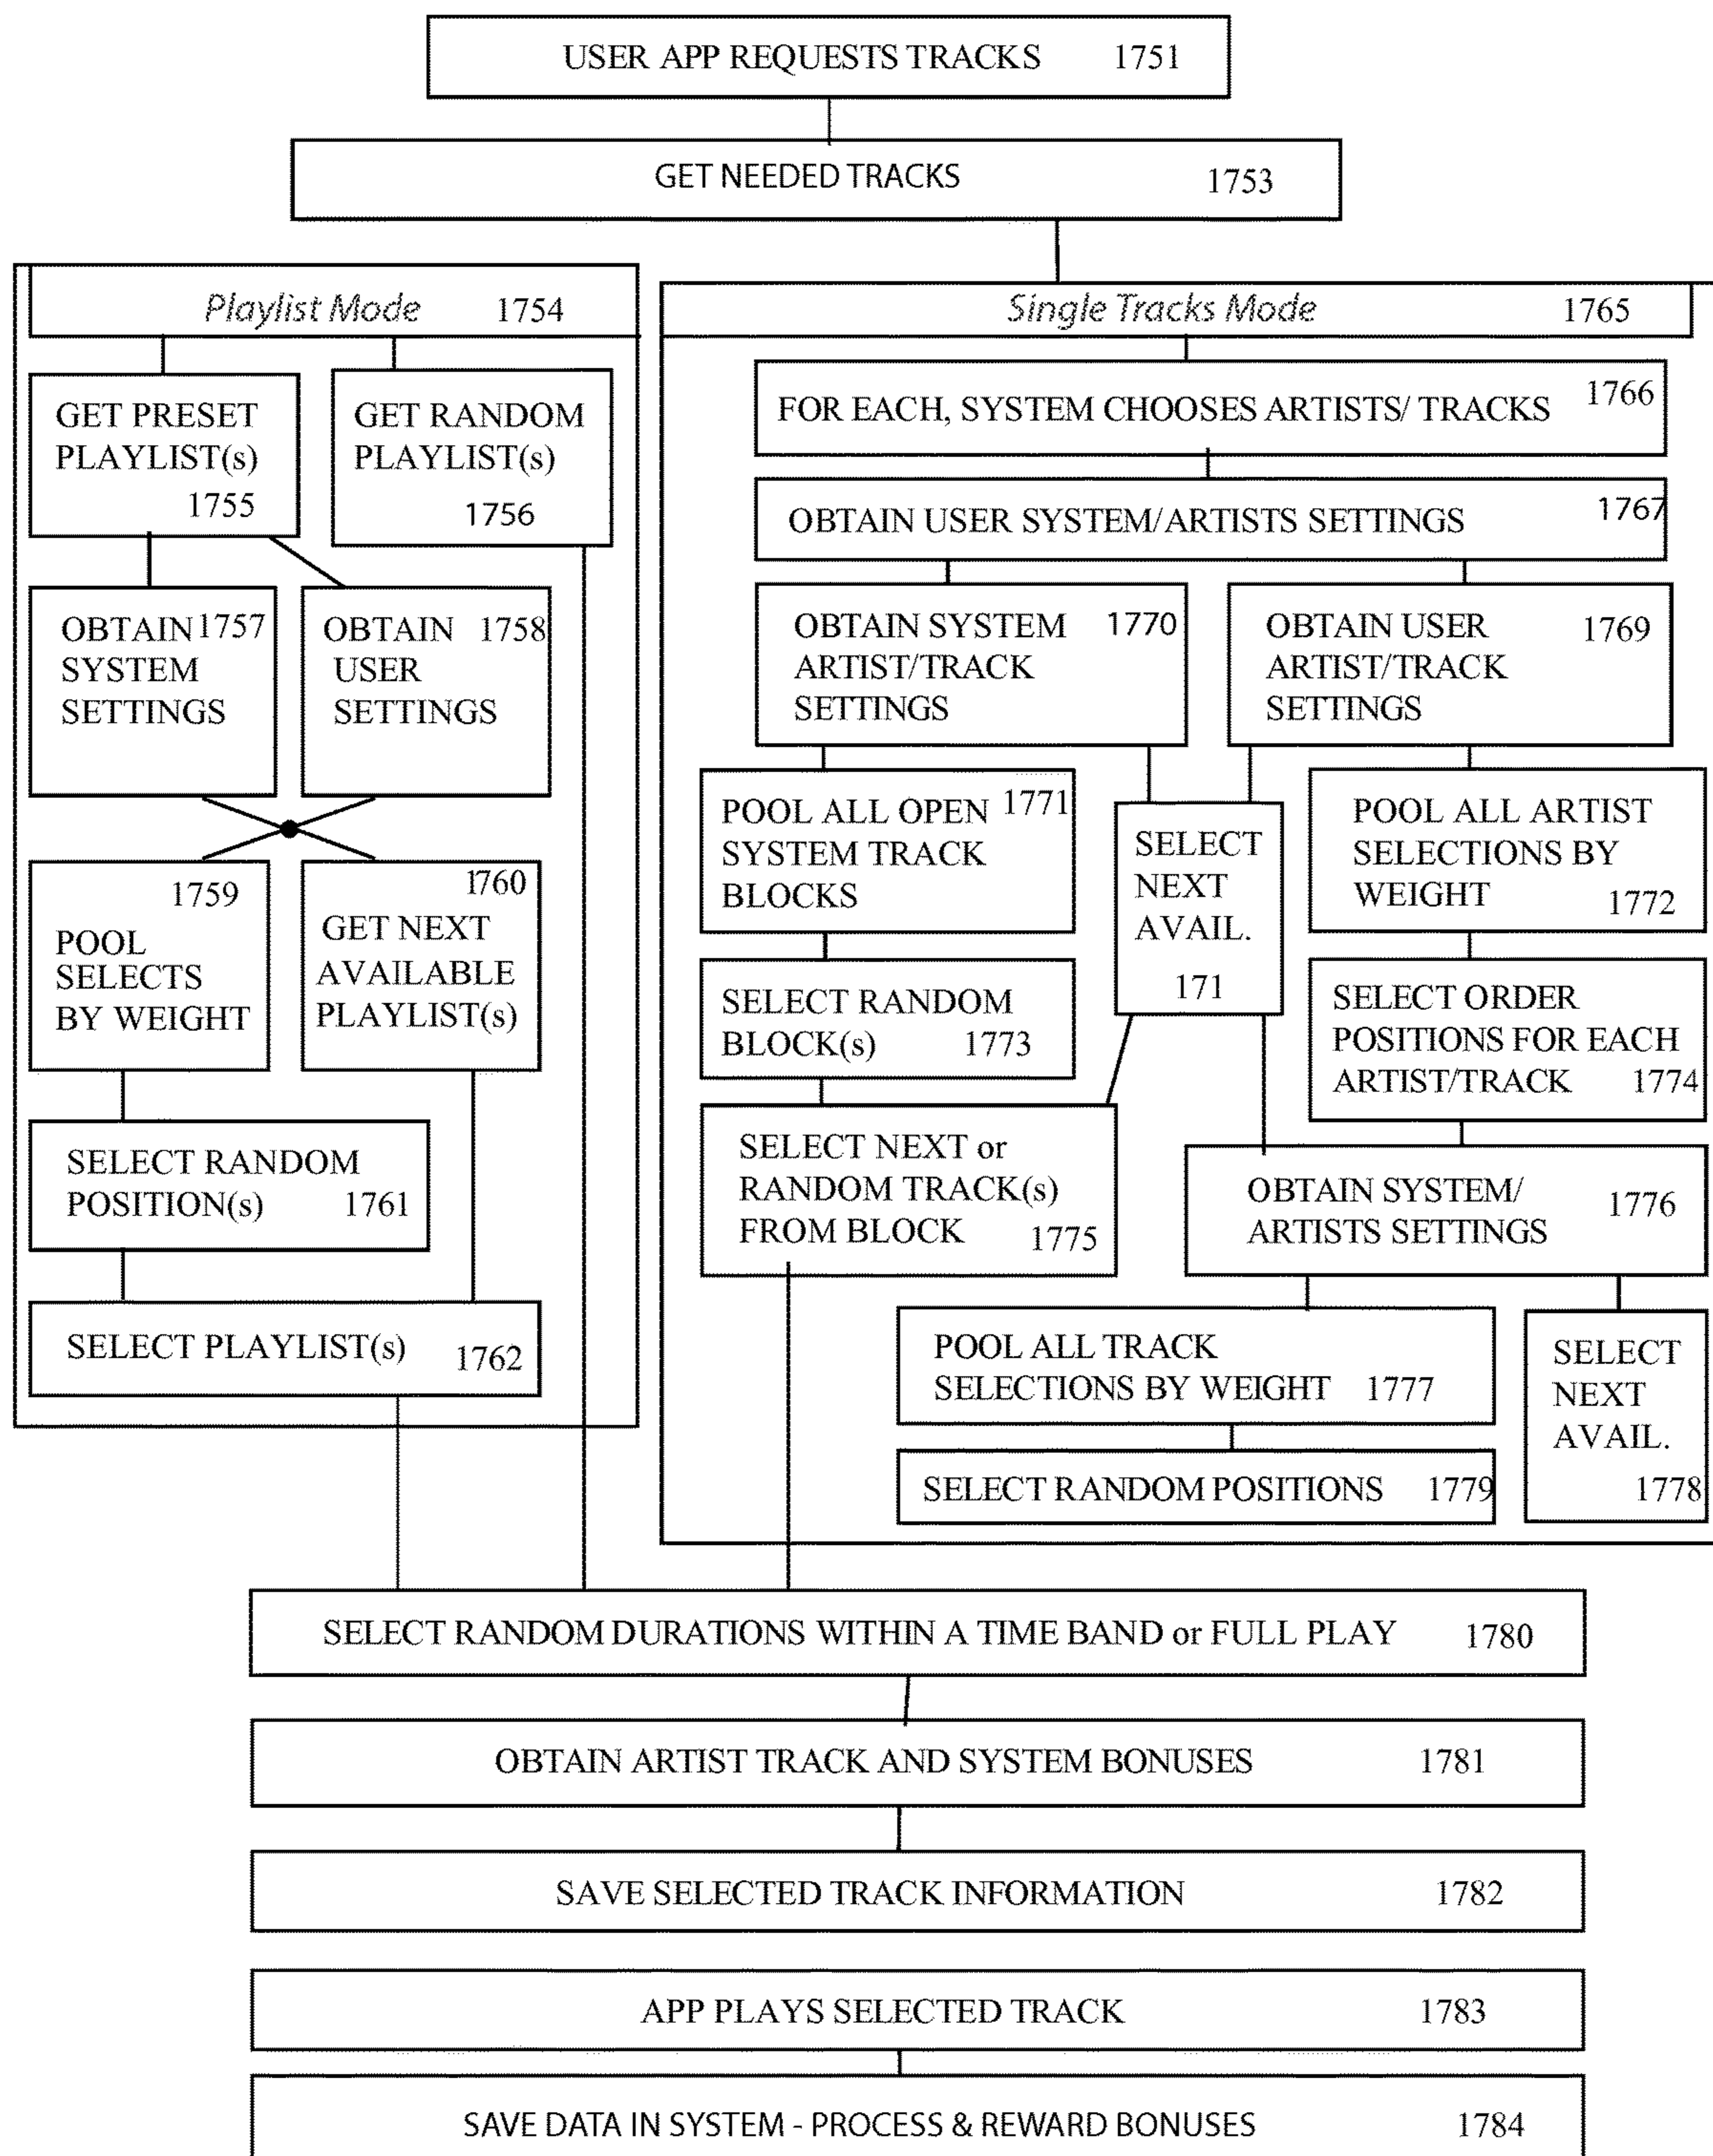 USER APP REQUESTS TRACKS 1751
GET NEEDED TRACKS 1753
Playlist Mode 1754
GET PRESET
PLAYLIST(s)
1755
GET RANDOM
PLAYLIST(s)
1756
OBTAIN 1757
SYSTEM
SETTINGS
OBTAIN 1758
USER
SETTINGS
1759
POOL
SELECTS
BY WEIGHT
1760
GET NEXT
AVAILABLE
PLAYLIST(s)
SELECT RANDOM
POSITION(s) 1761
SELECT PLAYLIST(s) 1762
Single Tracks Mode 1765
FOR EACH, SYSTEM CHOOSES ARTISTS/ TRACKS 1766
OBTAIN USER SYSTEM/ARTISTS SETTINGS 1767
OBTAIN SYSTEM 1770
ARTIST/TRACK
SETTINGS
OBTAIN USER 1769
ARTIST/TRACK
SETTINGS
POOL ALL OPEN 1771
SYSTEM TRACK
BLOCKS
SELECT
NEXT
AVAIL.
171
POOL ALL ARTIST
SELECTIONS BY
WEIGHT 1772
SELECT RANDOM
BLOCK(s) 1773
SELECT ORDER
POSITIONS FOR EACH
ARTIST/TRACK 1774
SELECT NEXT or
RANDOM TRACK(s)
FROM BLOCK 1775
OBTAIN SYSTEM/
ARTISTS SETTINGS 1776
POOL ALL TRACK
SELECTIONS BY WEIGHT 1777
SELECT
NEXT
AVAIL.
1778
SELECT RANDOM POSITIONS 1779
SELECT RANDOM DURATIONS WITHIN A TIME BAND or FULL PLAY 1780
OBTAIN ARTIST TRACK AND SYSTEM BONUSES 1781
SAVE SELECTED TRACK INFORMATION 1782
APP PLAYS SELECTED TRACK 1783
SAVE DATA IN SYSTEM - PROCESS & REWARD BONUSES 1784